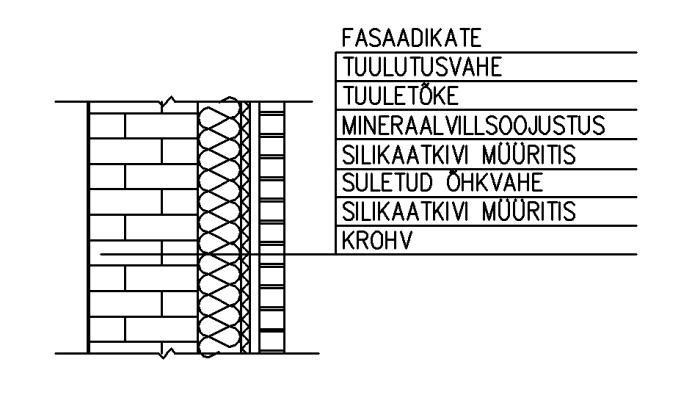 FASAADIKATE
TUULUTUSVAHE
TUULETÕKE
MINERAALVILLSOOJUSTUS
SILIKAATKIVI MÜÜRITIS
SULETUD ÕHKVAHE
SILIKAATKIVI MÜÜRITIS
KROHV